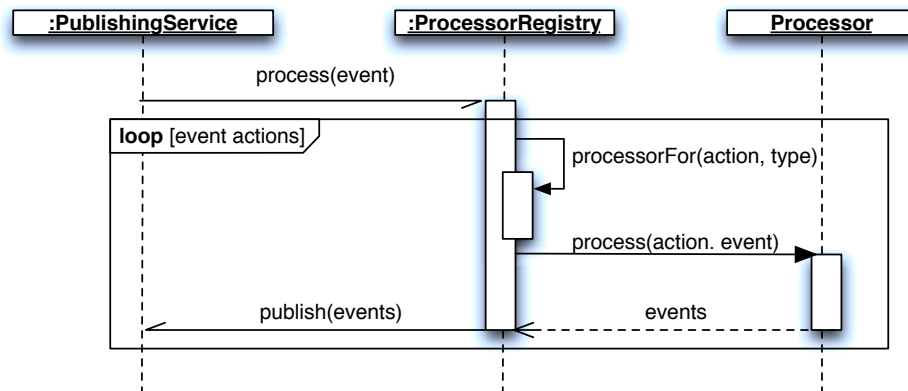 :PublishingService
:ProcessorRegistry
Processor
process(event)
loop [event actions]
processorFor(action, type)
process(action. event)
publish(events)
events